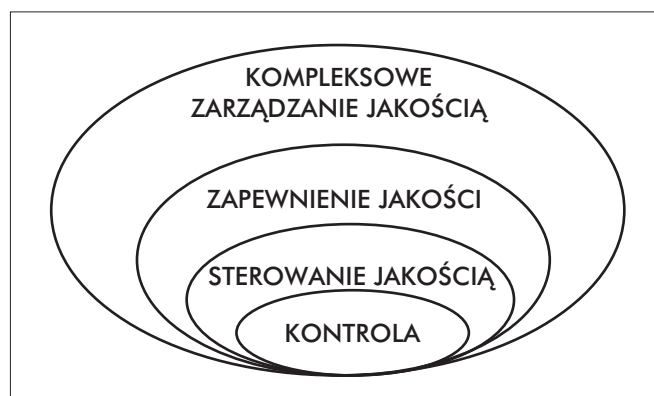 KOMPLEKSOWE
ZARZĄDZANIE JAKOŚCIĄ
ZAPEWNIENIE JAKOŚCI
STEROWANIE JAKOŚCIĄ
KONTROLA